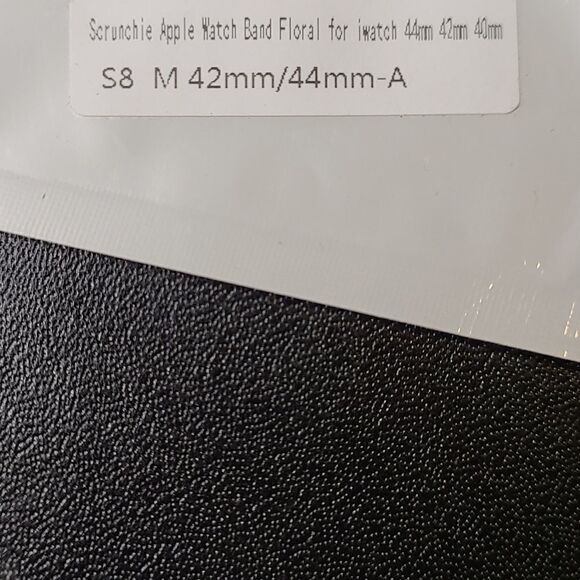 Scrunchie Apple Watch Band Floral for iwatch 44mm 42mm 40mm
S8 M 42mm/44mm-A